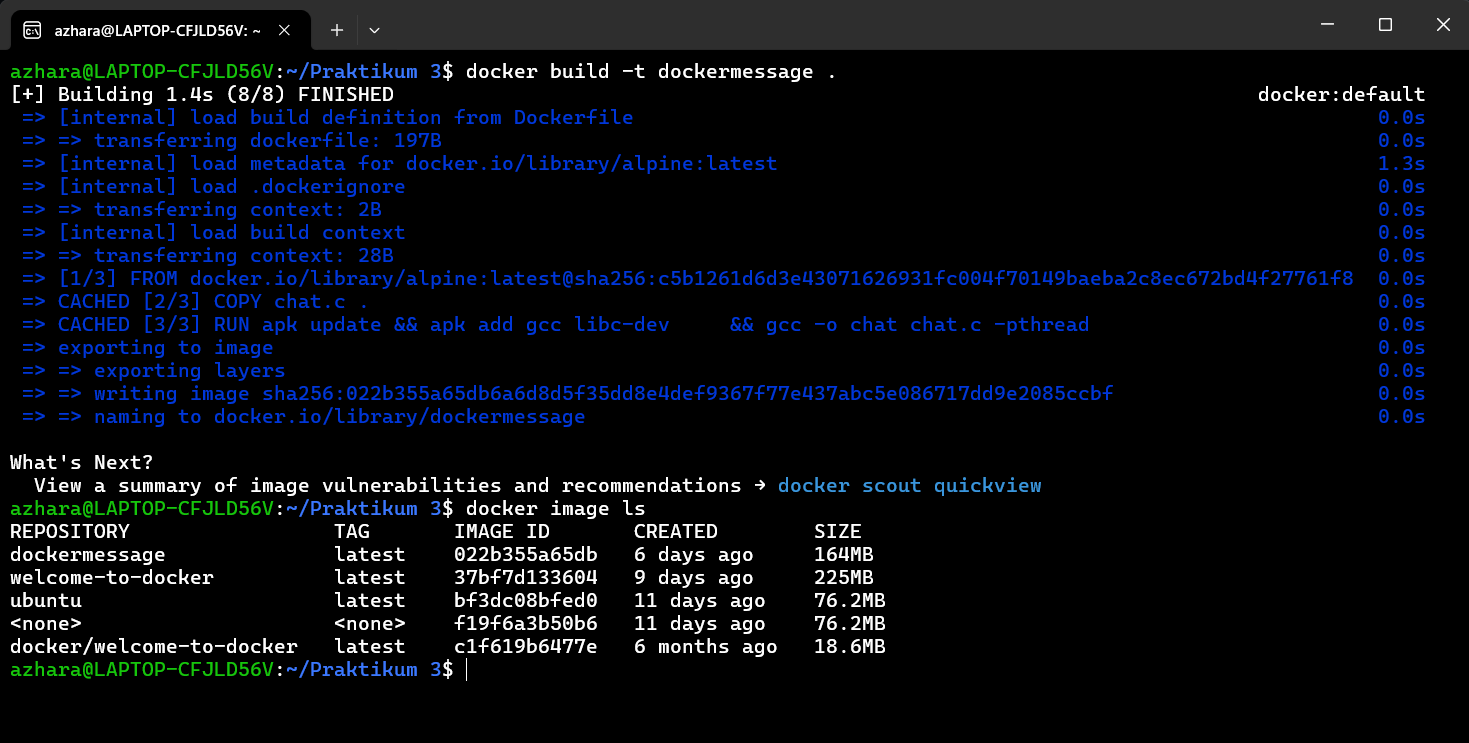 azhara@LAPTOP-CFJLD56V: ~
azhara@LAPTOP-CFJLD56V:~/Praktikum 3$ docker build -t dockermessage .
[+] Building 1.4s (8/8) FINISHED docker:default
=> [internal] load build definition from Dockerfile 0.0s
=> => transferring dockerfile: 197B 0.0s
=> [internal] load metadata for docker.io/library/alpine:latest 1.3s
=> [internal] load .dockerignore 0.0s
=> => transferring context: 2B 0.0s
=> [internal] load build context 0.0s
=> => transferring context: 28B 0.0s
=> [1/3] FROM docker.io/library/alpine:latest@sha256:c5b1261d6d3e43071626931fc004f70149baeba2c8ec672bd4f27761f8 0.0s
=> CACHED [2/3] COPY chat.c . 0.0s
=> CACHED [3/3] RUN apk update && apk add gcc libc-dev     && gcc -o chat chat.c -pthread 0.0s
=> exporting to image 0.0s
=> => exporting layers 0.0s
=> => writing image sha256:022b355a65db6a6d8d5f35dd8e4def9367f77e437abc5e086717dd9e2085ccbf 0.0s
=> => naming to docker.io/library/dockermessage 0.0s
What's Next?
View a summary of image vulnerabilities and recommendations → docker scout quickview
azhara@LAPTOP-CFJLD56V:~/Praktikum 3$ docker image ls
REPOSITORY TAG IMAGE ID CREATED SIZE
dockermessage latest 022b355a65db 6 days ago 164MB
welcome-to-docker latest 37bf7d133604 9 days ago 225MB
ubuntu latest bf3dc08bfed0 11 days ago 76.2MB
<none> <none> f19f6a3b50b6 11 days ago 76.2MB
docker/welcome-to-docker latest c1f619b6477e 6 months ago 18.6MB
azhara@LAPTOP-CFJLD56V:~/Praktikum 3$